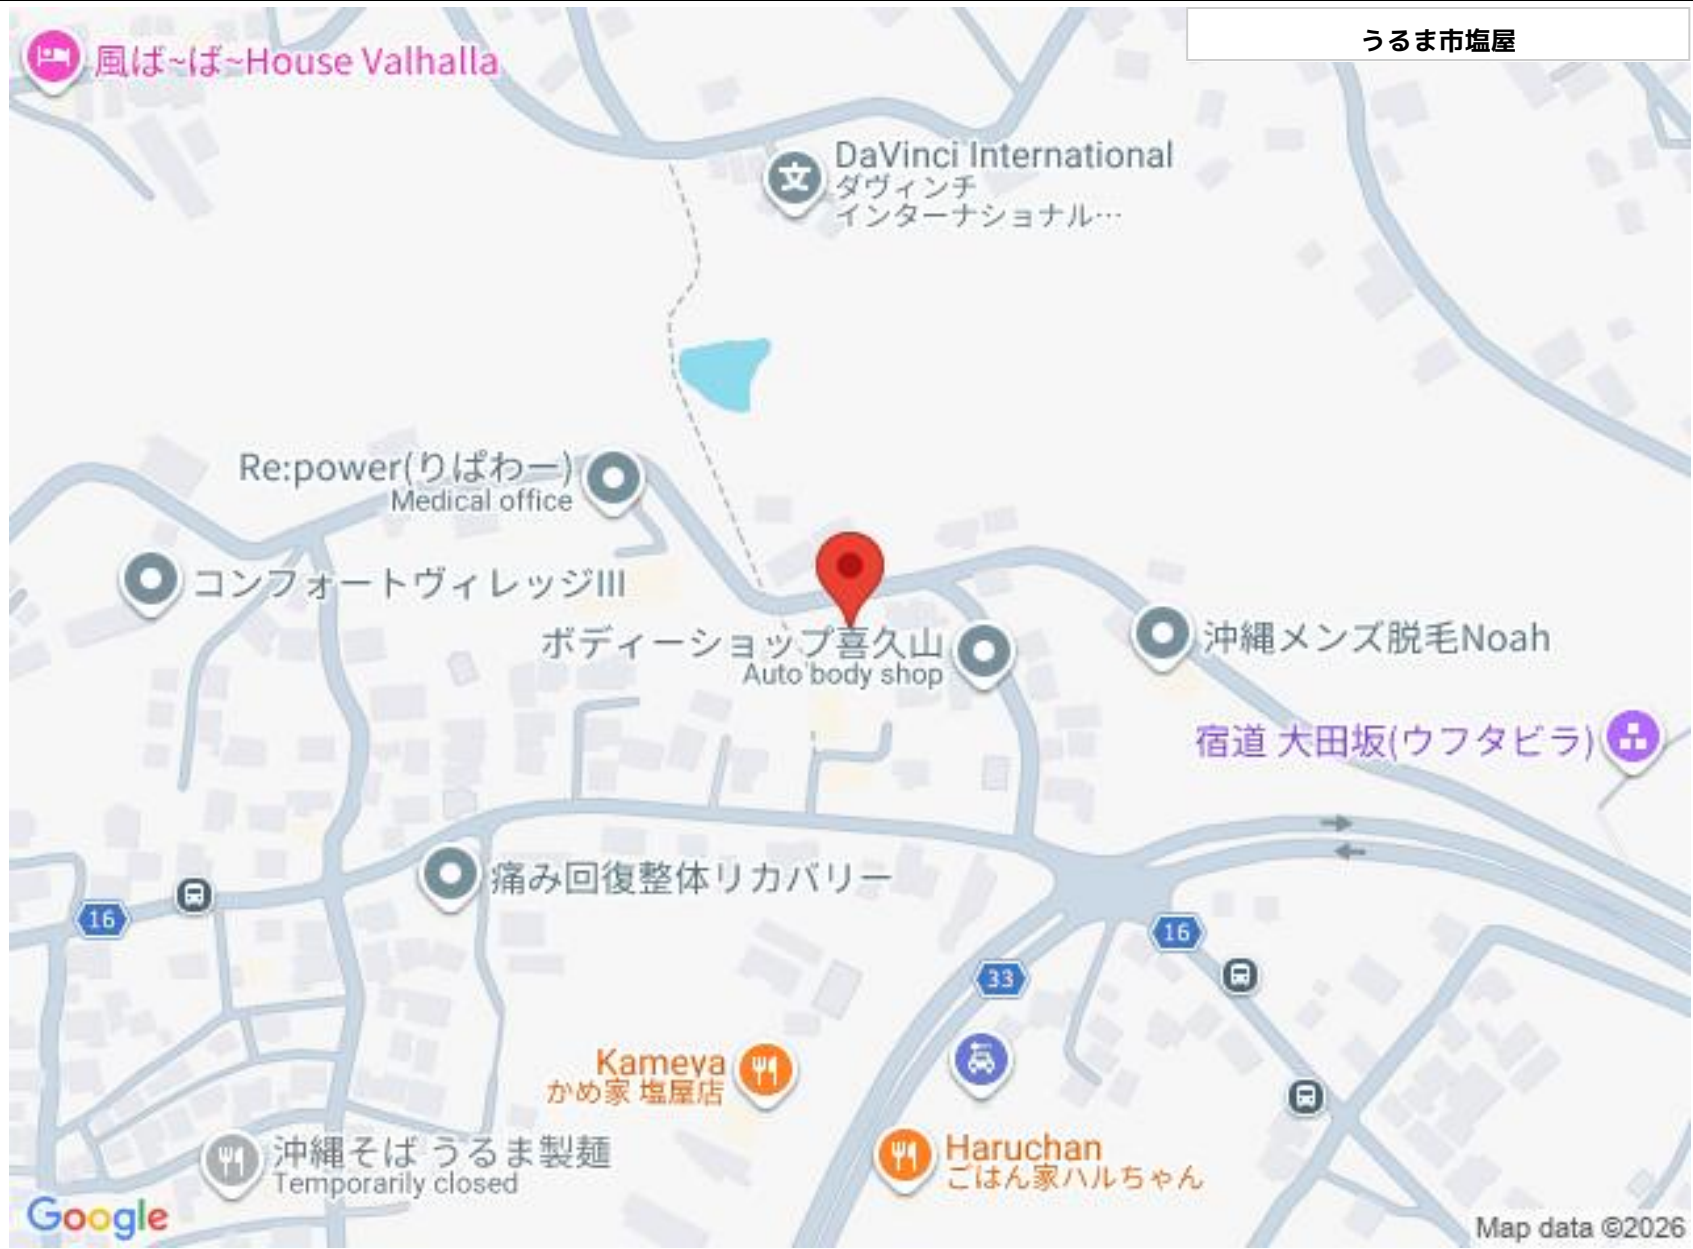 うるま市塩屋
風ば~ば~House Valhalla
DaVinci International
ダヴィンチ
インターナショナル…
Re:power(りぱわー)
Medical office
コンフォートヴィレッジIII
ボディーショップ喜久山
Auto body shop
沖縄メンズ脱毛Noah
宿道 大田坂(ウフタビラ)
痛み回復整体リカバリー
16
16
33
Kameya
かめ家 塩屋店
Haruchan
ごはん家ハルちゃん
沖縄そば うるま製麺
Temporarily closed
Google
Map data ©2026